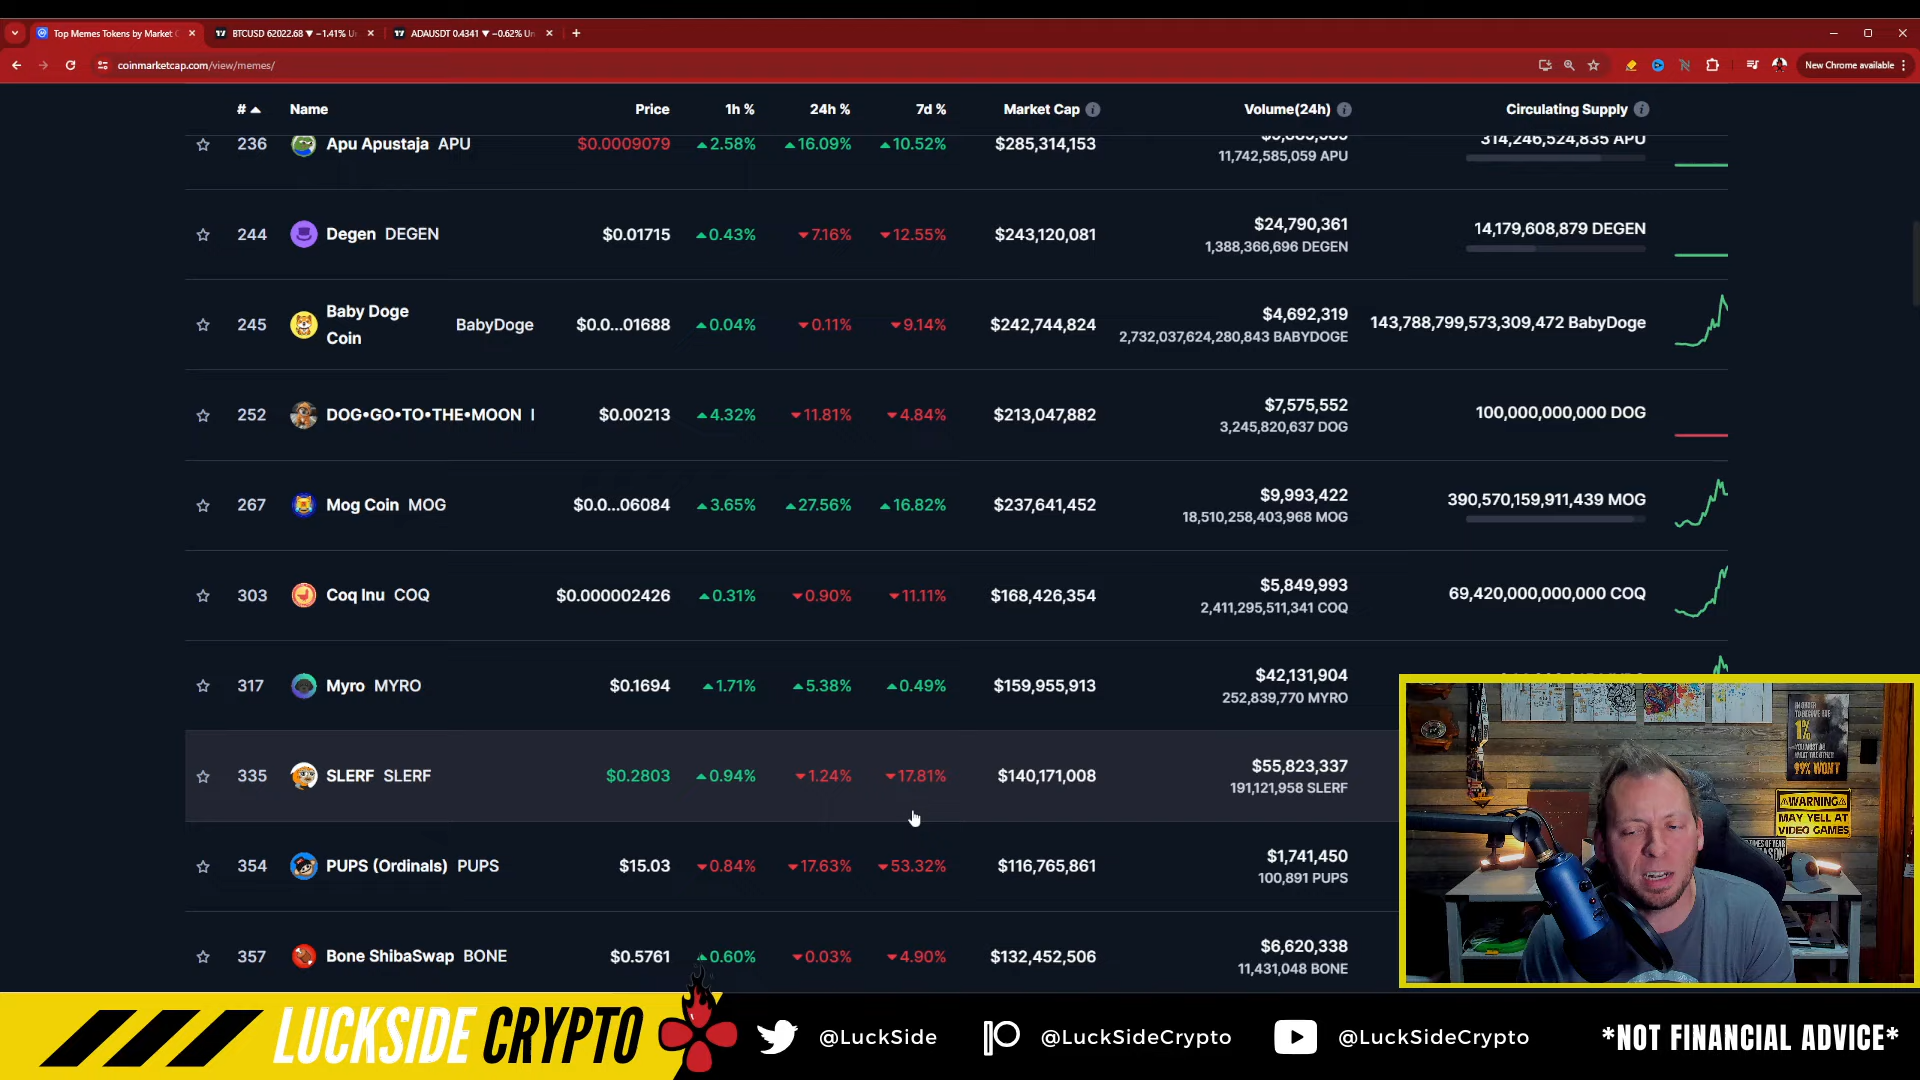 Top Memes Tokens by Market C
BTCUSD 62022.68 ▼ −1.41% U
ADAUSDT 0.4341 ▼ −0.62% Un
coinmarketcap.com/view/memes/
New Chrome available
# Name Price 1h % 24h % 7d % Market Cap Volume(24h) Circulating Supply
236 Apu Apustaja APU $0.0009079 2.58% 16.09% 10.52% $285,314,153
11,742,585,059 APU
314,246,524,835 APU
244 Degen DEGEN $0.01715 0.43% 7.16% 12.55% $243,120,081
$24,790,361
1,388,366,696 DEGEN
14,179,608,879 DEGEN
245 Baby Doge
Coin
BabyDoge $0.0...01688 0.04% 0.11% 9.14% $242,744,824
$4,692,319
2,732,037,624,280,843 BABYDOGE
143,788,799,573,309,472 BabyDoge
252 DOG•GO•TO•THE•MOON $0.00213 4.32% 11.81% 4.84% $213,047,882
$7,575,552
3,245,820,637 DOG
100,000,000,000 DOG
267 Mog Coin MOG $0.0...06084 3.65% 27.56% 16.82% $237,641,452
$9,993,422
18,510,258,403,968 MOG
390,570,159,911,439 MOG
303 Coq Inu COQ $0.000002426 0.31% 0.90% 11.11% $168,426,354
$5,849,993
2,411,295,511,341 COQ
69,420,000,000,000 COQ
317 Myro MYRO $0.1694 1.71% 5.38% 0.49% $159,955,913
$42,131,904
252,839,770 MYRO
335 SLERF SLERF $0.2803 0.94% 1.24% 17.81% $140,171,008
$55,823,337
191,121,958 SLERF
354 PUPS (Ordinals) PUPS $15.03 0.84% 17.63% 53.32% $116,765,861
$1,741,450
100,891 PUPS
357 Bone ShibaSwap BONE $0.5761 0.60% 0.03% 4.90% $132,452,506
$6,620,338
11,431,048 BONE
1%
99% WON'T
WARNING
MAY YELL AT
VIDEO GAMES
LUCKSIDE CRYPTO
@LuckSide
@LuckSideCrypto
@LuckSideCrypto
*NOT FINANCIAL ADVICE*